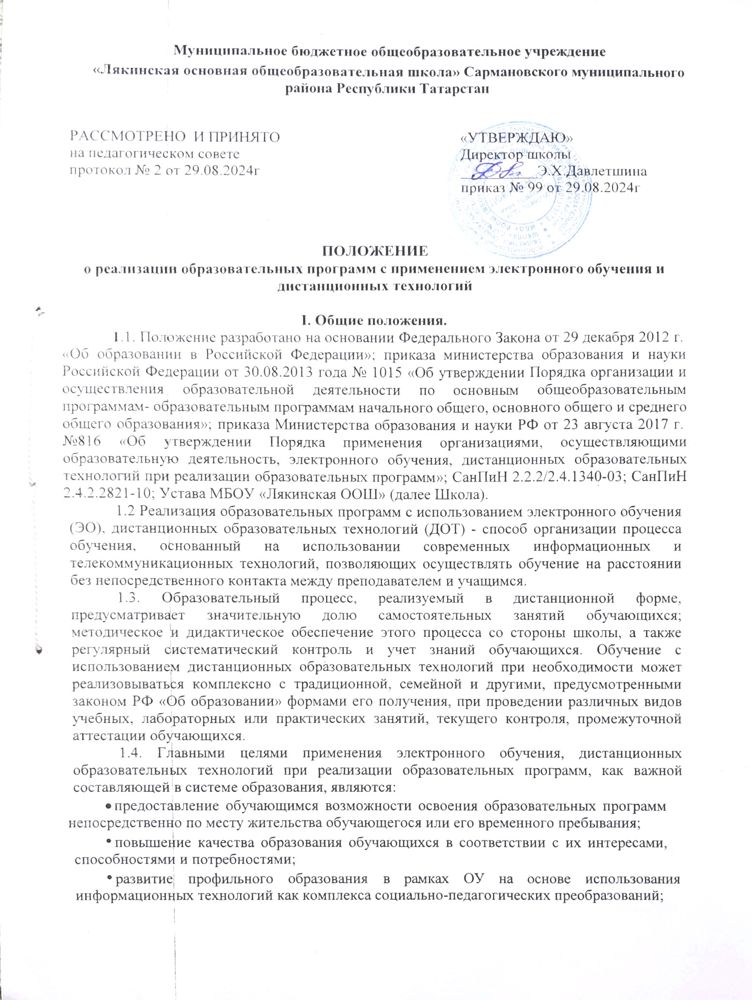 Муниципальное бюджетное общеобразовательное учреждение
«Лякинская основная общеобразовательная школа» Сармановского муниципального
района Республики Татарстан
РАССМОТРЕНО И ПРИНЯТО
на педагогическом совете
протокол № 2 от 29.08.2024г
«УТВЕРЖДАЮ»
Директор школы
Э.Х.Давлетшина
приказ № 99 от 29.08.2024г
ПОЛОЖЕНИЕ
о реализации образовательных программ с применением электронного обучения и
дистанционных технологий
I. Общие положения.
1.1. Положение разработано на основании Федерального Закона от 29 декабря 2012 г.
«Об образовании в Российской Федерации»; приказа министерства образования и науки
Российской Федерации от 30.08.2013 года № 1015 «Об утверждении Порядка организации и
осуществления образовательной деятельности по основным общеобразовательным
программам- образовательным программам начального общего, основного общего и среднего
общего образования»; приказа Министерства образования и науки РФ от 23 августа 2017 г.
№816 «Об утверждении Порядка применения организациями, осуществляющими
образовательную деятельность, электронного обучения, дистанционных образовательных
технологий при реализации образовательных программ»; СанПиН 2.2.2/2.4.1340-03; СанПиН
2.4.2.2821-10; Устава МБОУ «Лякинская ООШ» (далее Школа).
1.2 Реализация образовательных программ с использованием электронного обучения
(ЭО), дистанционных образовательных технологий (ДОТ) - способ организации процесса
обучения, основанный на использовании современных информационных и
телекоммуникационных технологий, позволяющих осуществлять обучение на расстоянии
без непосредственного контакта между преподавателем и учащимся.
1.3. Образовательный процесс, реализуемый в дистанционной форме,
предусматривает значительную долю самостоятельных занятий обучающихся;
методическое и дидактическое обеспечение этого процесса со стороны школы, а также
регулярный систематический контроль и учет знаний обучающихся. Обучение с
использованием дистанционных образовательных технологий при необходимости может
реализовываться комплексно с традиционной, семейной и другими, предусмотренными
законом РФ «Об образовании» формами его получения, при проведении различных видов
учебных, лабораторных или практических занятий, текущего контроля, промежуточной
аттестации обучающихся.
1.4. Главными целями применения электронного обучения, дистанционных
образовательных технологий при реализации образовательных программ, как важной
составляющей в системе образования, являются:
•предоставление обучающимся возможности освоения образовательных программ
непосредственно по месту жительства обучающегося или его временного пребывания;
•повышение качества образования обучающихся в соответствии с их интересами,
способностями и потребностями;
•развитие профильного образования в рамках ОУ на основе использования
информационных технологий как комплекса социально-педагогических преобразований;